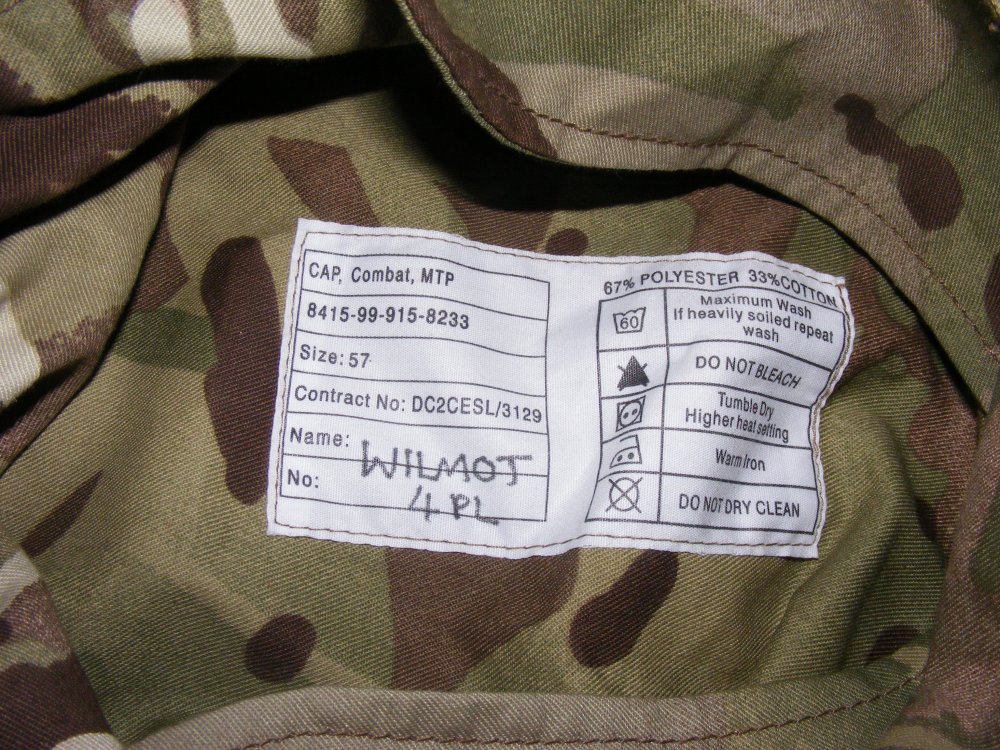 CAP, Combat, MTP
8415-99-915-8233
Size: 57
Contract No: DC2CESL/3129
Name: WILMOT
No: 4 PL
67% POLYESTER 33%COTTON
60
Maximum Wash
If heavily soiled repeat
wash
DO NOT BLEACH
Tumble Dry
Higher heat setting
Warm Iron
DO NOT DRY CLEAN